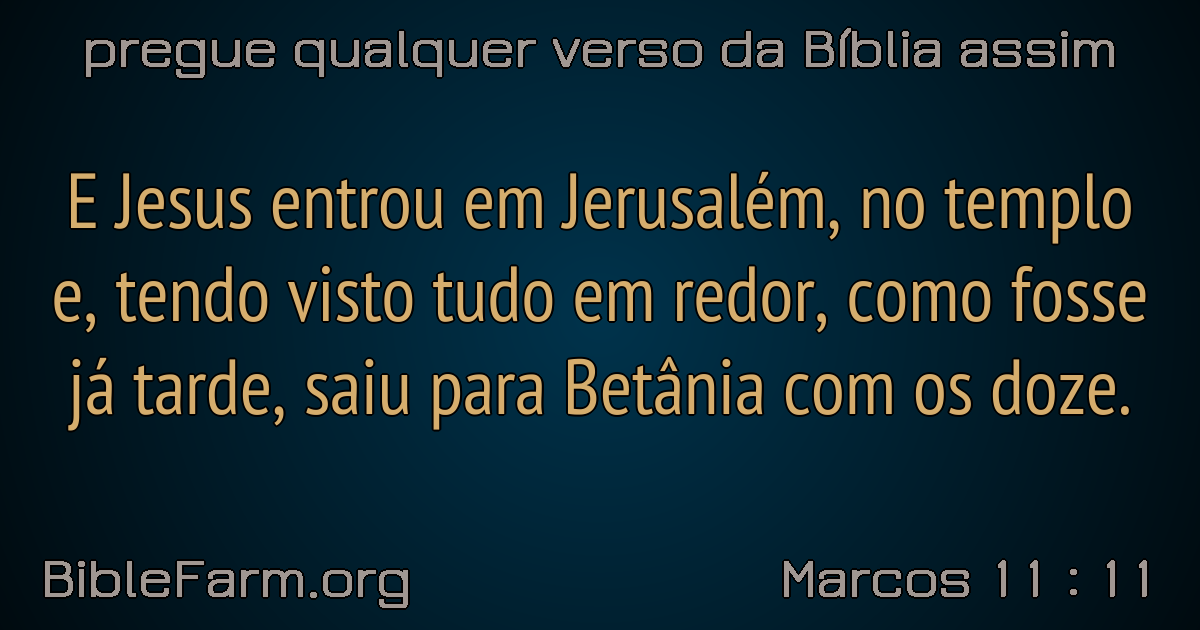 pregue qualquer verso da Bíblia assim
E Jesus entrou em Jerusalém, no templo
e, tendo visto tudo em redor, como fosse
já tarde, saiu para Betânia com os doze.
BibleFarm.org
Marcos 11 : 11